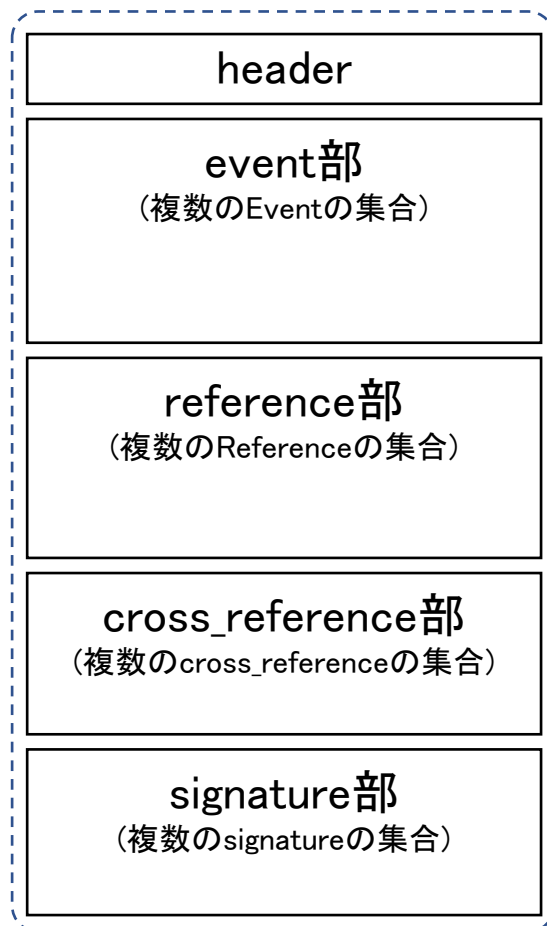 header
event部
(複数のEventの集合)
reference部
(複数のReferenceの集合)
cross_reference部
(複数のcross_referenceの集合)
signature部
(複数のsignatureの集合)